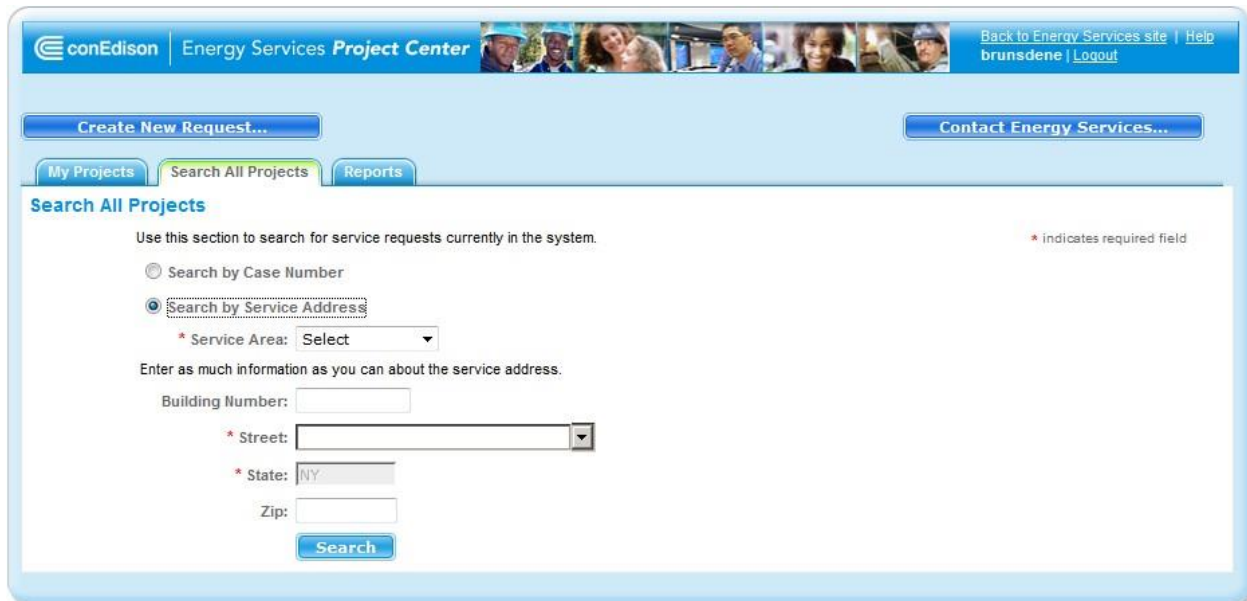 conEdison | Energy Services Project Center
Back to Energy Services site | Help
brunsdene | Logout
Create New Request...
Contact Energy Services...
My Projects
Search All Projects
Reports
Search All Projects
Use this section to search for service requests currently in the system.
* indicates required field
Search by Case Number
Search by Service Address
* Service Area: Select
Enter as much information as you can about the service address.
Building Number:
* Street:
* State: NY
Zip:
Search